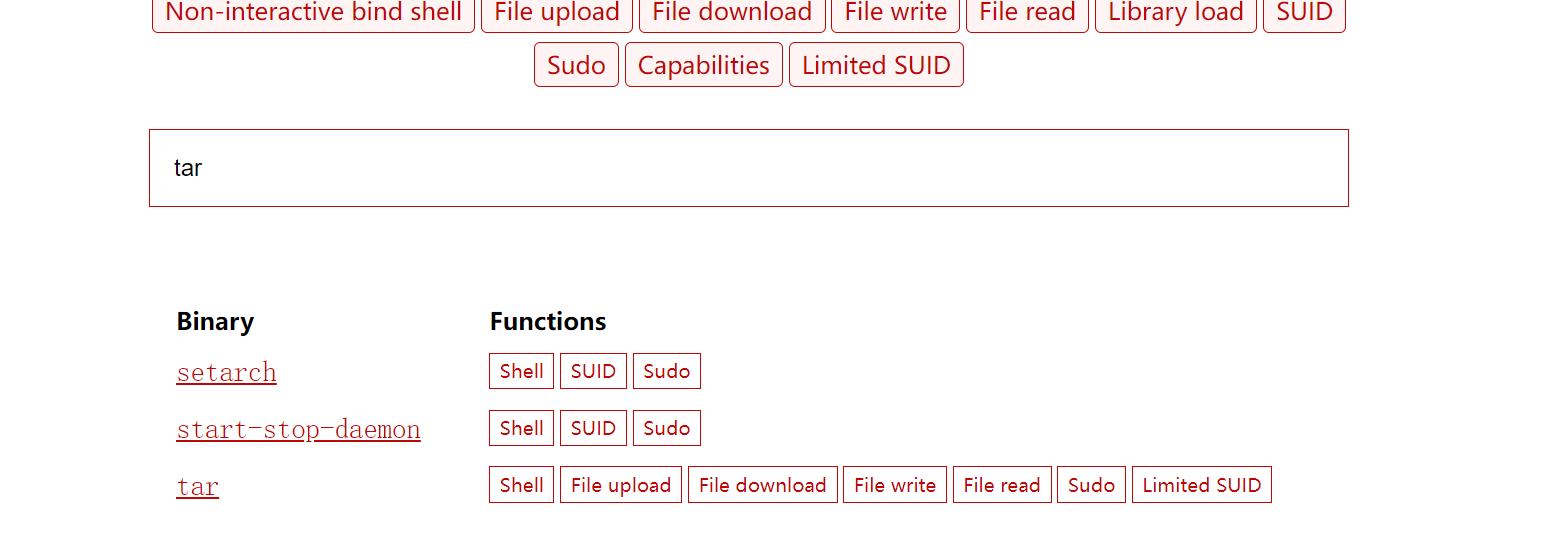 Non-interactive bind shell File upload File download File write File read Library load SUID
Sudo Capabilities Limited SUID
tar
Binary Functions
setarch Shell SUID Sudo
start-stop-daemon Shell SUID Sudo
tar Shell File upload File download File write File read Sudo Limited SUID